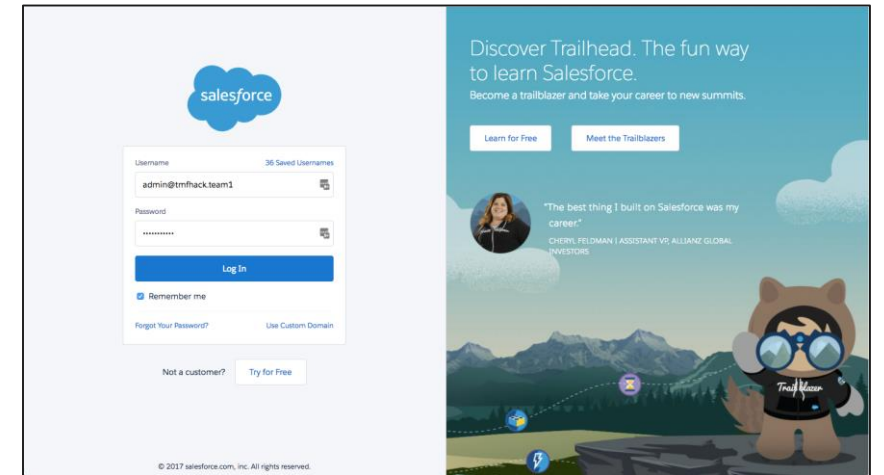 salesforce
Username
36 Saved Usernames
admin@tmfhack.team1
Password
Log In
Remember me
Forgot Your Password?
Use Custom Domain
Not a customer?
Try for Free
© 2017 salesforce.com, inc. All rights reserved.
Discover Trailhead. The fun way
to learn Salesforce.
Become a trailblazer and take your career to new summits.
Learn for Free
Meet the Trailblazers
"The best thing I built on Salesforce was my
career."
CHERYL FELDMAN | ASSISTANT VP, ALLIANZ GLOBAL
INVESTORS
Trailblazer